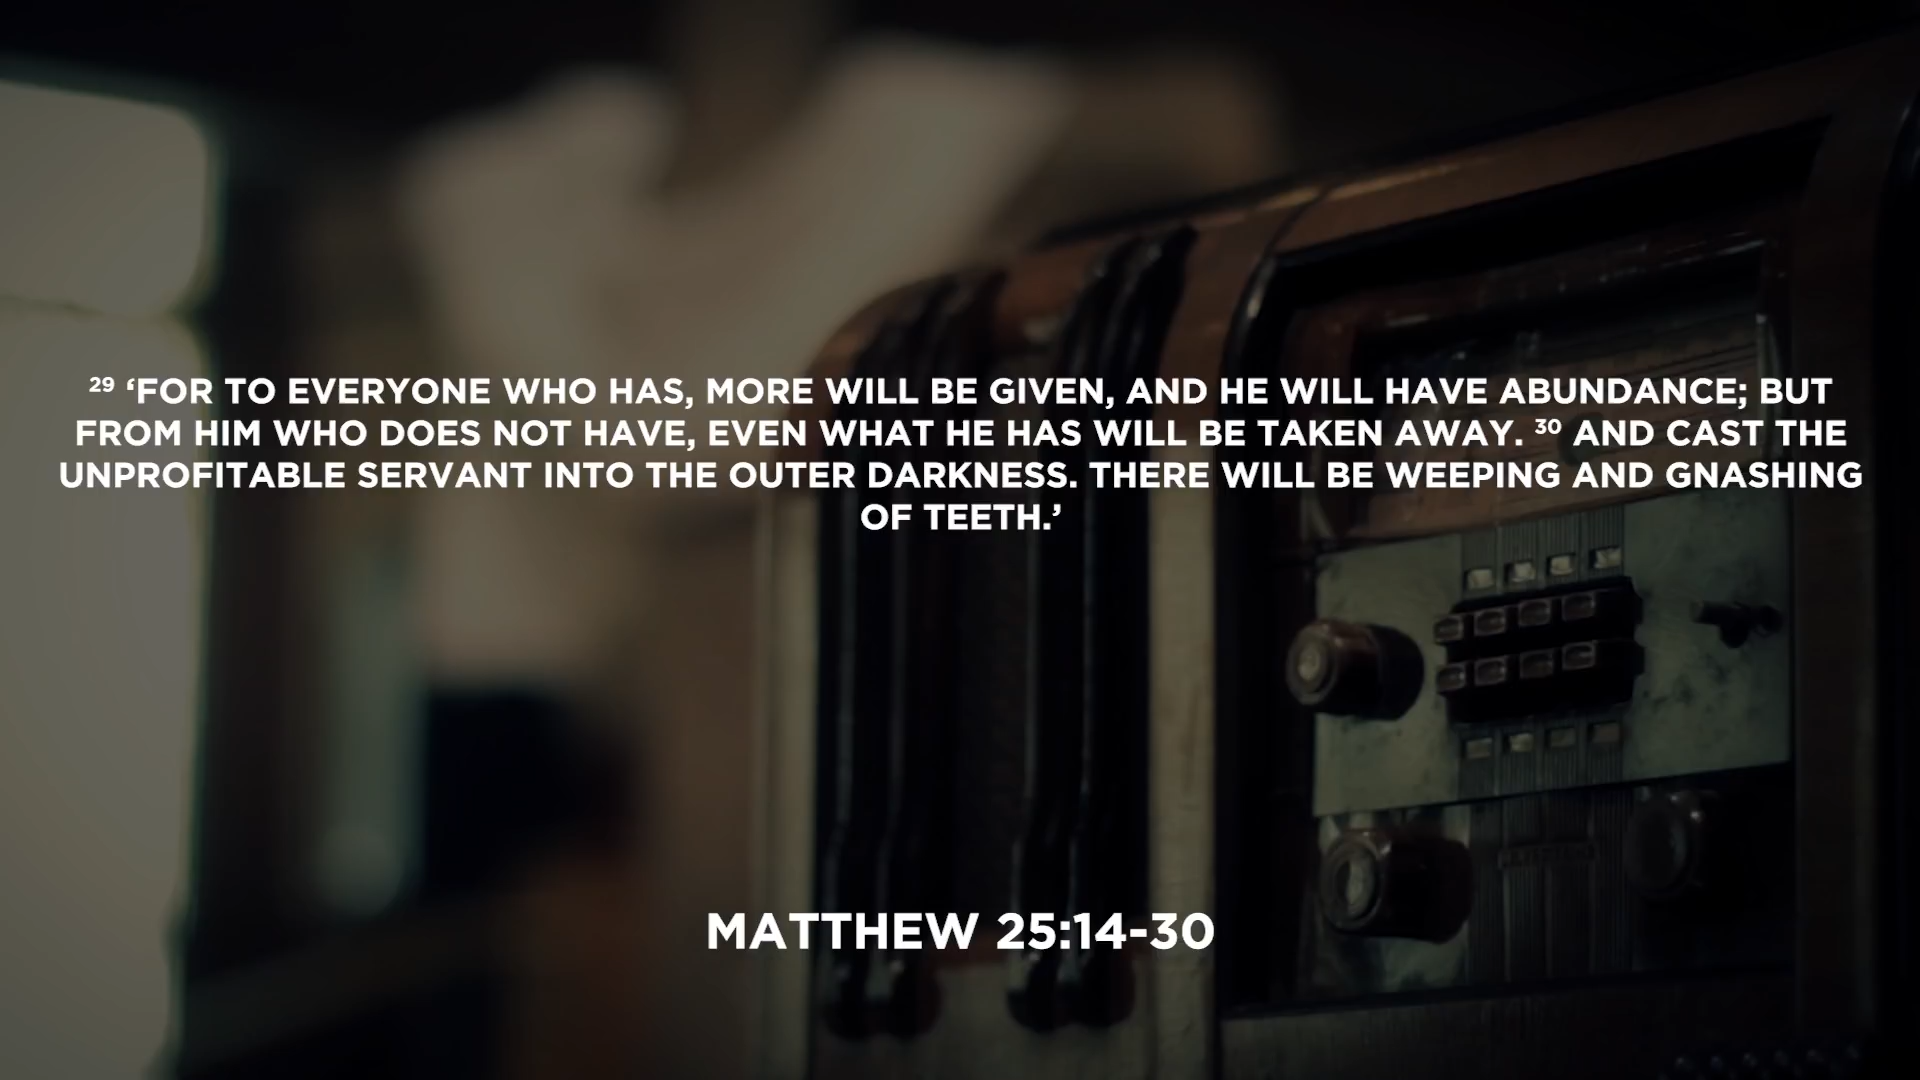 29 ‘FOR TO EVERYONE WHO HAS, MORE WILL BE GIVEN, AND HE WILL HAVE ABUNDANCE; BUT
FROM HIM WHO DOES NOT HAVE, EVEN WHAT HE HAS WILL BE TAKEN AWAY. 30 AND CAST THE
UNPROFITABLE SERVANT INTO THE OUTER DARKNESS. THERE WILL BE WEEPING AND GNASHING
OF TEETH.’
MATTHEW 25:14-30